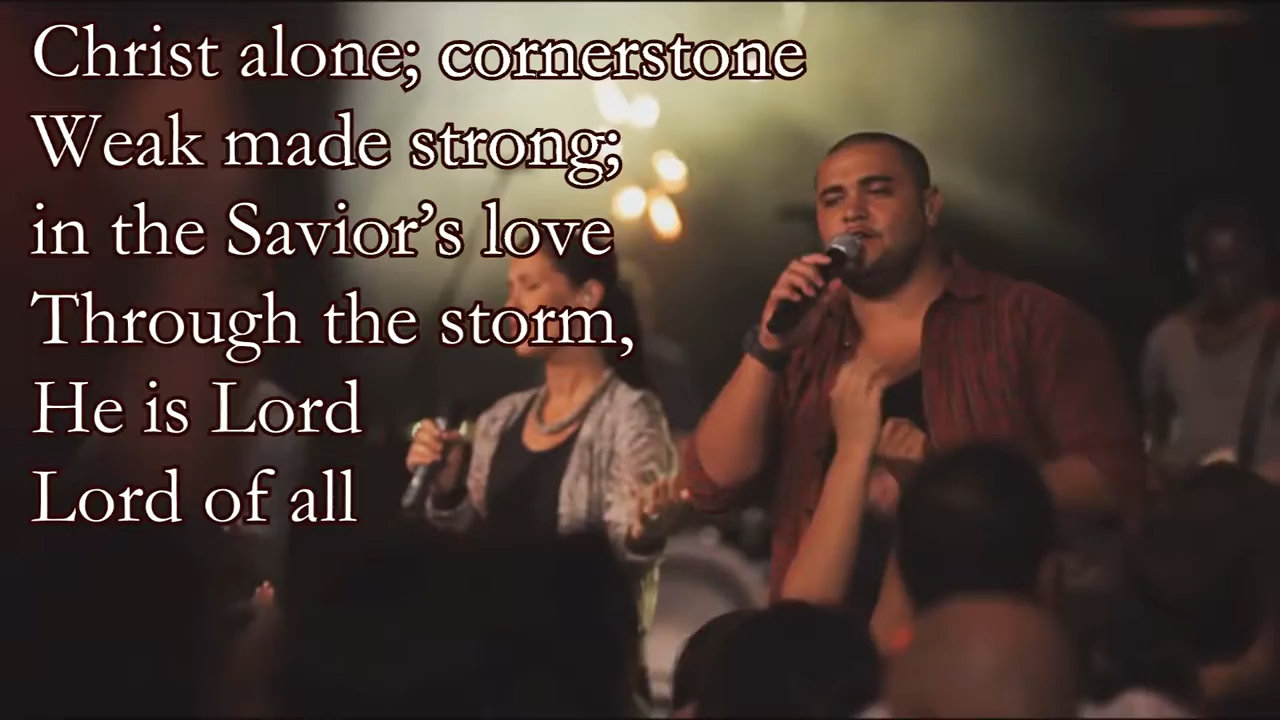 Christ alone; cornerstone
Weak made strong;
in the Savior’s love
Through the storm,
He is Lord
Lord of all